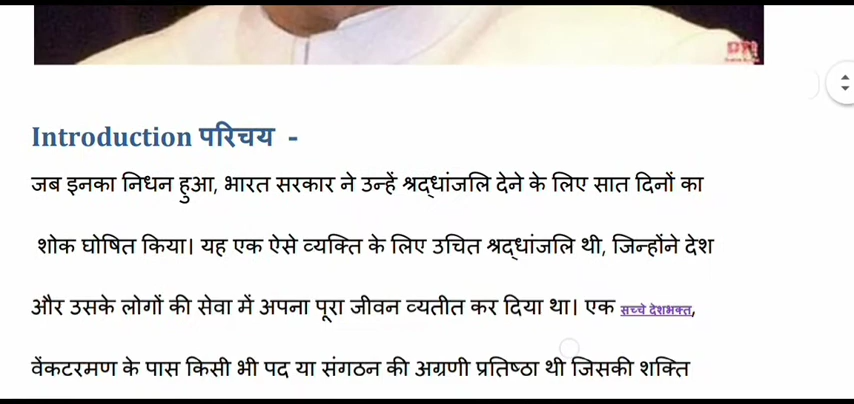 Introduction परिचय -
जब इनका निधन हुआ, भारत सरकार ने उन्हें श्रद्धांजलि देने के लिए सात दिनों का
शोक घोषित किया। यह एक ऐसे व्यक्ति के लिए उचित श्रद्धांजलि थी, जिन्होंने देश
और उसके लोगों की सेवा में अपना पूरा जीवन व्यतीत कर दिया था। एक सच्चे देशभक्त,
वेंकटरमण के पास किसी भी पद या संगठन की अग्रणी प्रतिष्ठा थी जिसकी शक्ति